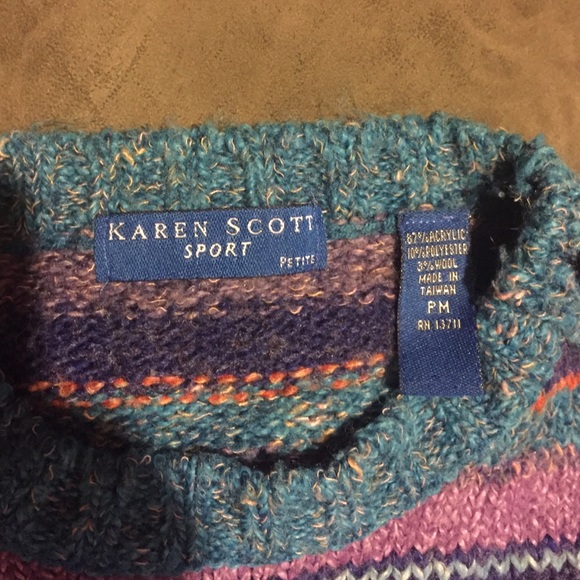 KAREN SCOTT
SPORT
PETITE
87% ACRYLIC
10% POLYESTER
3% WOOL
MADE IN
TAIWAN
PM
RN 13711